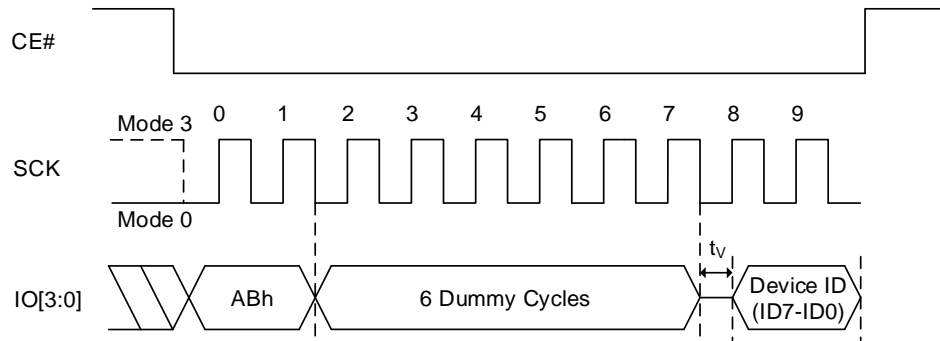 CE#
0 1 2 3 4 5 6 7 8 9
Mode 3
SCK
Mode 0
tV
IO[3:0]
ABh
6 Dummy Cycles
Device ID
(ID7-ID0)